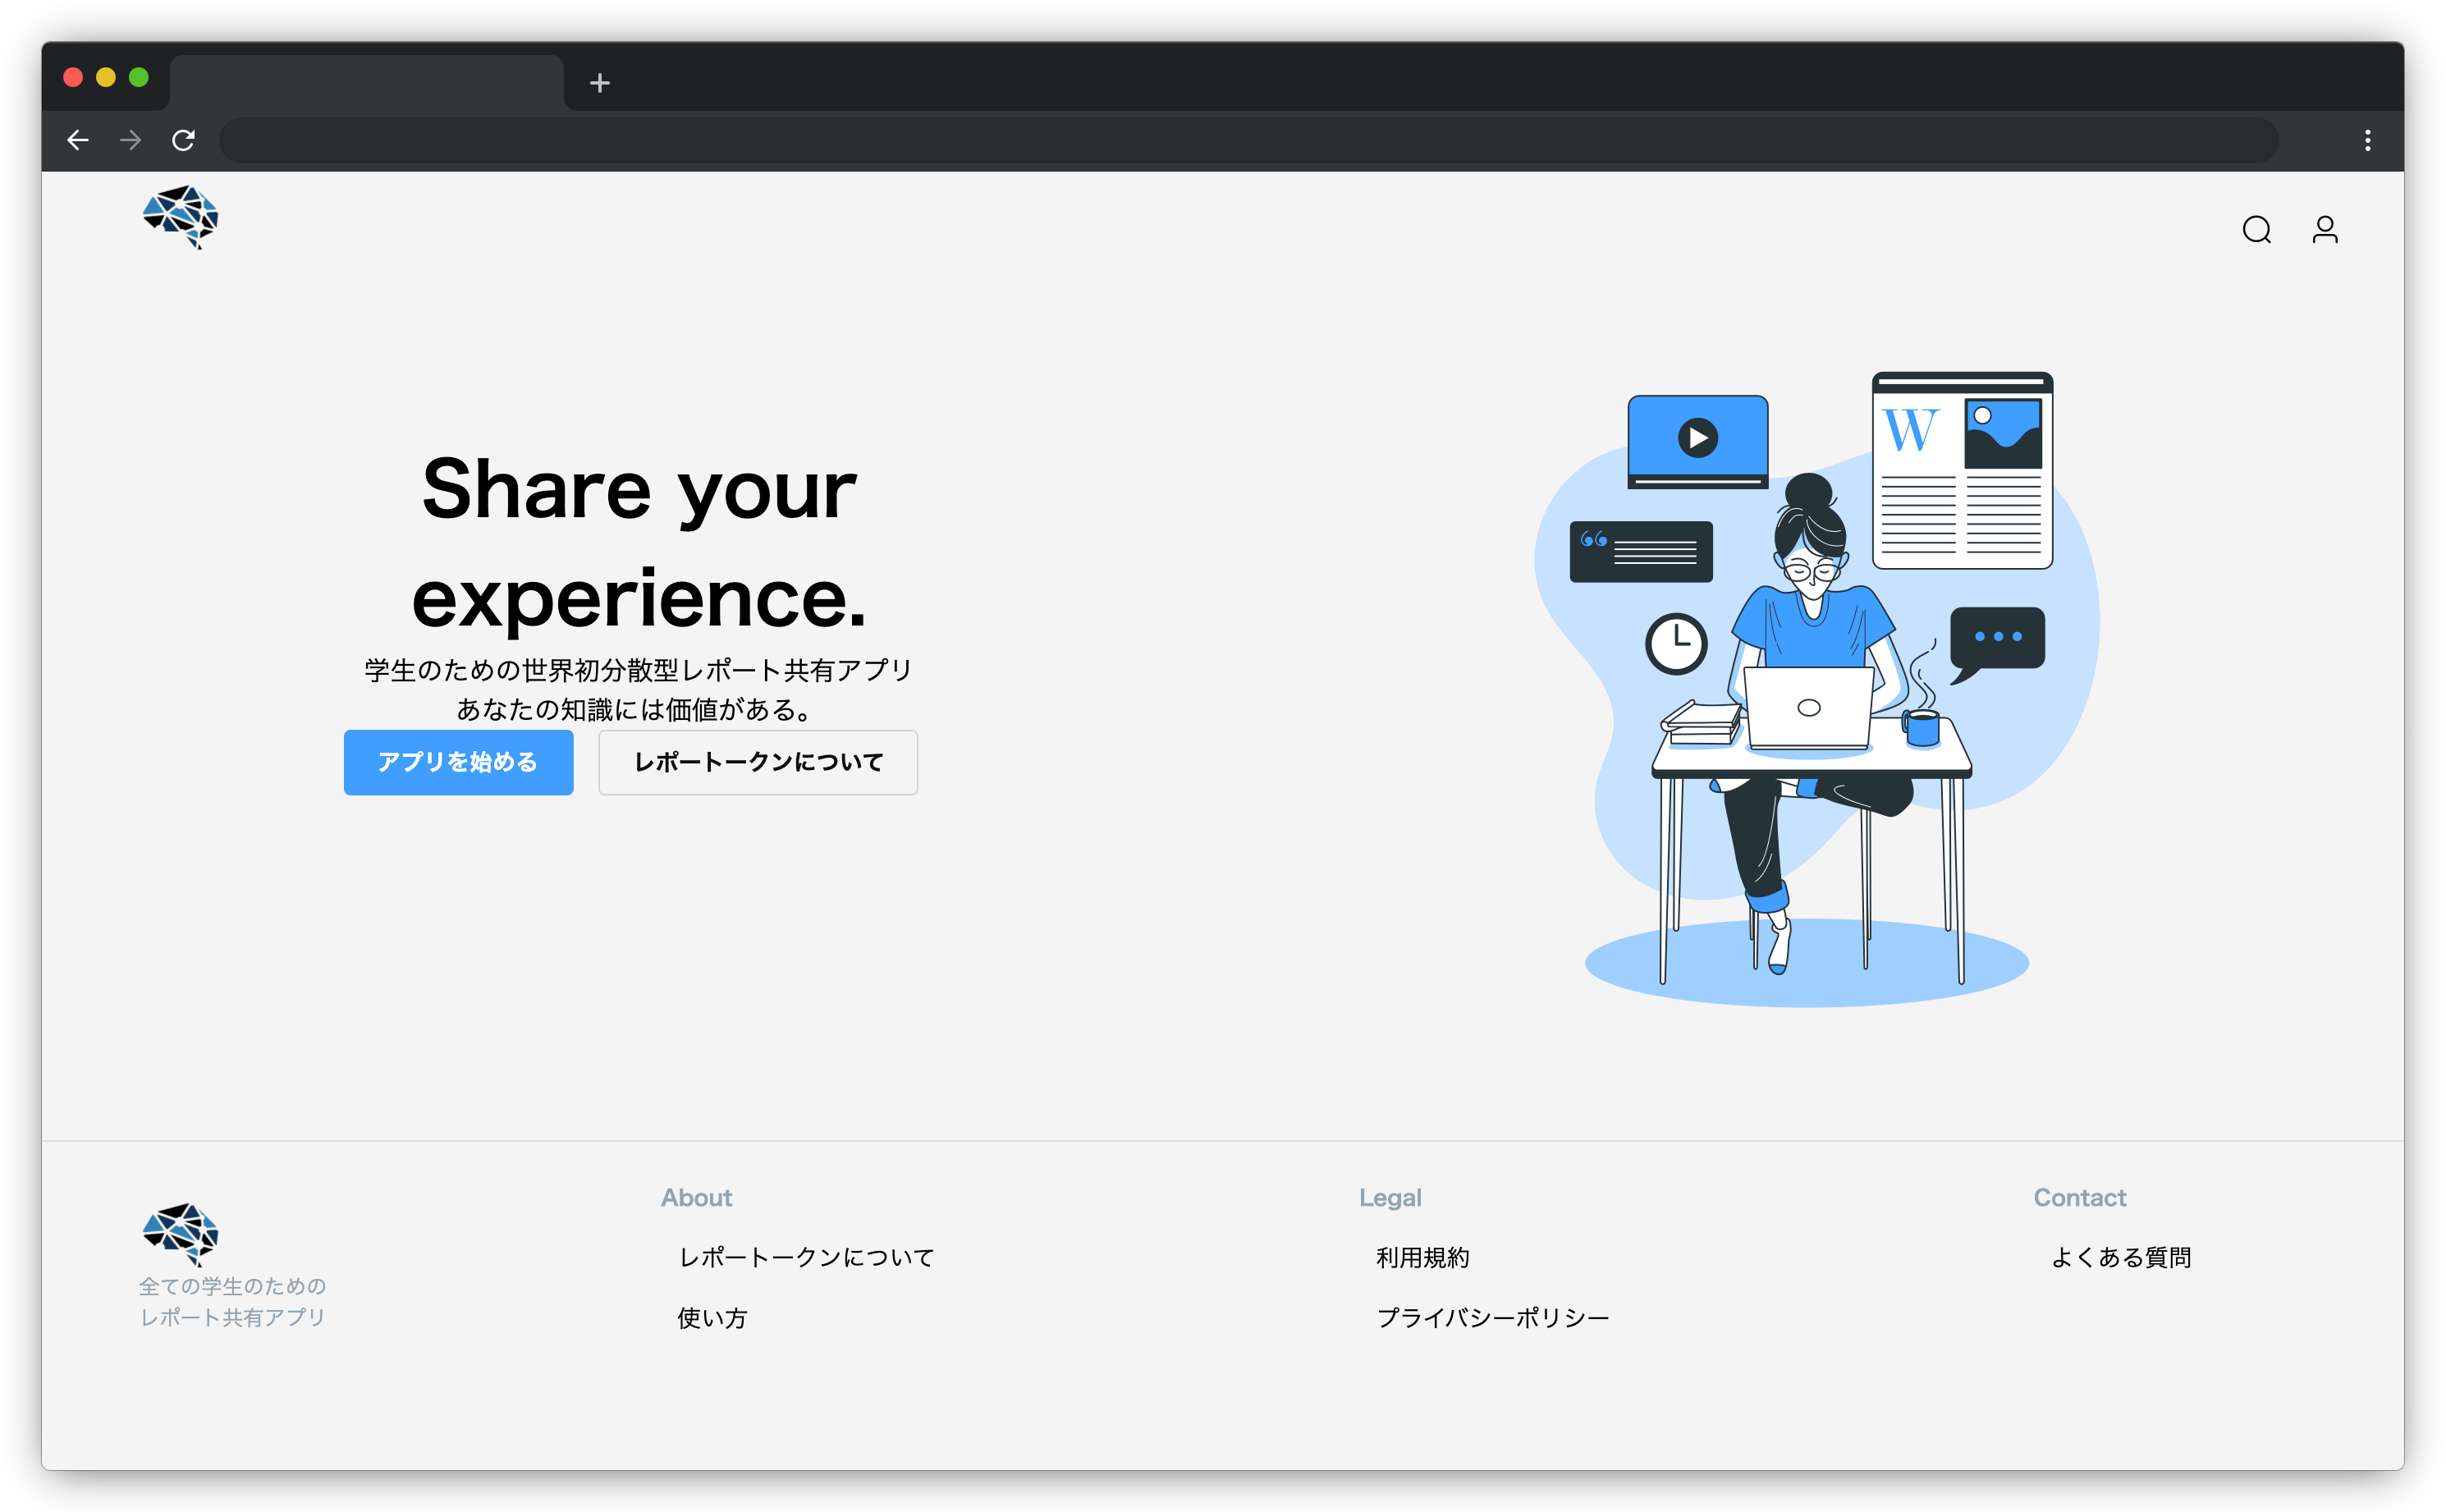 W
Share your
experience.
学生のための世界初分散型レポート共有アプリ
あなたの知識には価値がある。
アプリを始める
レポートークンについて
全ての学生のための
レポート共有アプリ
About
レポートークンについて
使い方
Legal
利用規約
プライバシーポリシー
Contact
よくある質問